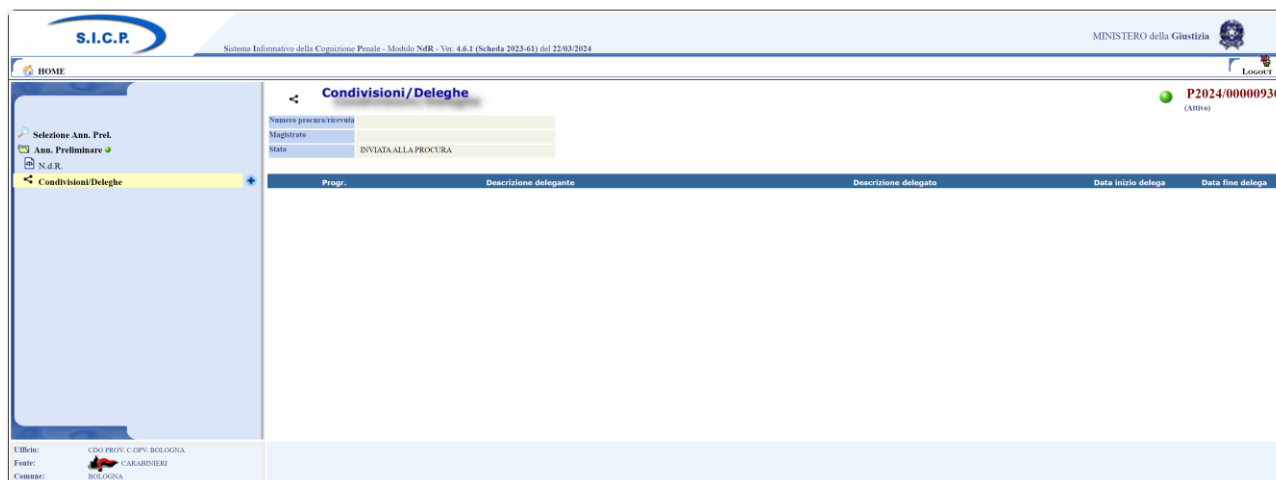 S.I.C.P.
Sistema Informativo della Cognizione Penale - Modulo NdR - Ver. 4.6.1 (Scheda 2023-61) del 22/03/2024
MINISTERO della Giustizia
HOME
LOGOUT
Condivisioni/Deleghe
P2024/0000093
(Attivo)
Numero procura/ricevuta
Magistrato
Stato INVIATA ALLA PROCURA
Selezione Ann. Prel.
Ann. Preliminare
N.d.R.
Condivisioni/Deleghe
Progr. Descrizione delegante Descrizione delegato Data inizio delega Data fine delega
Ufficio: CDO PROV. C.OPV. BOLOGNA
Fonte: CARABINIERI
Comune: BOLOGNA